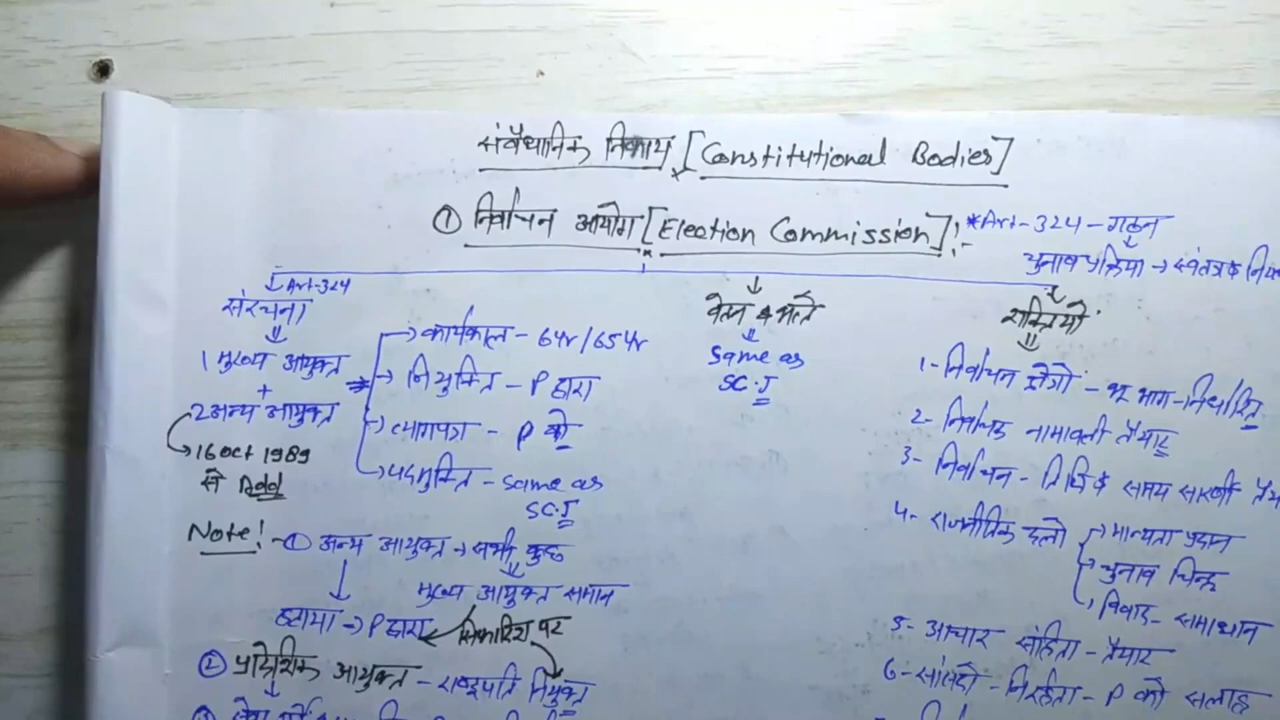 संवैधानिक निकाय [Constitutional Bodies]
① निर्वाचन आयोग [Election Commission] :-
*Art-324 - गठन
चुनाव प्रक्रिया → स्वतंत्र व
Art-324
संरचना
1 मुख्य आयुक्त
+
2 अन्य आयुक्त
16 Oct 1989
से Add
→ कार्यकाल - 6Yr/65Yr
→ नियुक्ति - P द्वारा
→ त्यागपत्र - P को
→ पदमुक्ति - Same as
SC.J
वेतन व भत्ते
Same as
SC.J
शक्तियों
1- निर्वाचन क्षेत्रों - भू भाग - निर्धारित
2- निर्वाचक नामावली तैयार
3- निर्वाचन - तिथि व समय सारणी
4- राजनीतिक दलों
→ मान्यता प्रदान
→ चुनाव चिन्ह
→ विवाद - समाधान
5- आचार संहिता - तैयार
6- सांसदों - निरर्हता - P को सलाह
Note! - ① अन्य आयुक्त → सभी कुछ
मुख्य आयुक्त समान
हटाया → P द्वारा
सिफारिश पर
② प्रादेशिक आयुक्त - राष्ट्रपति नियुक्त
③